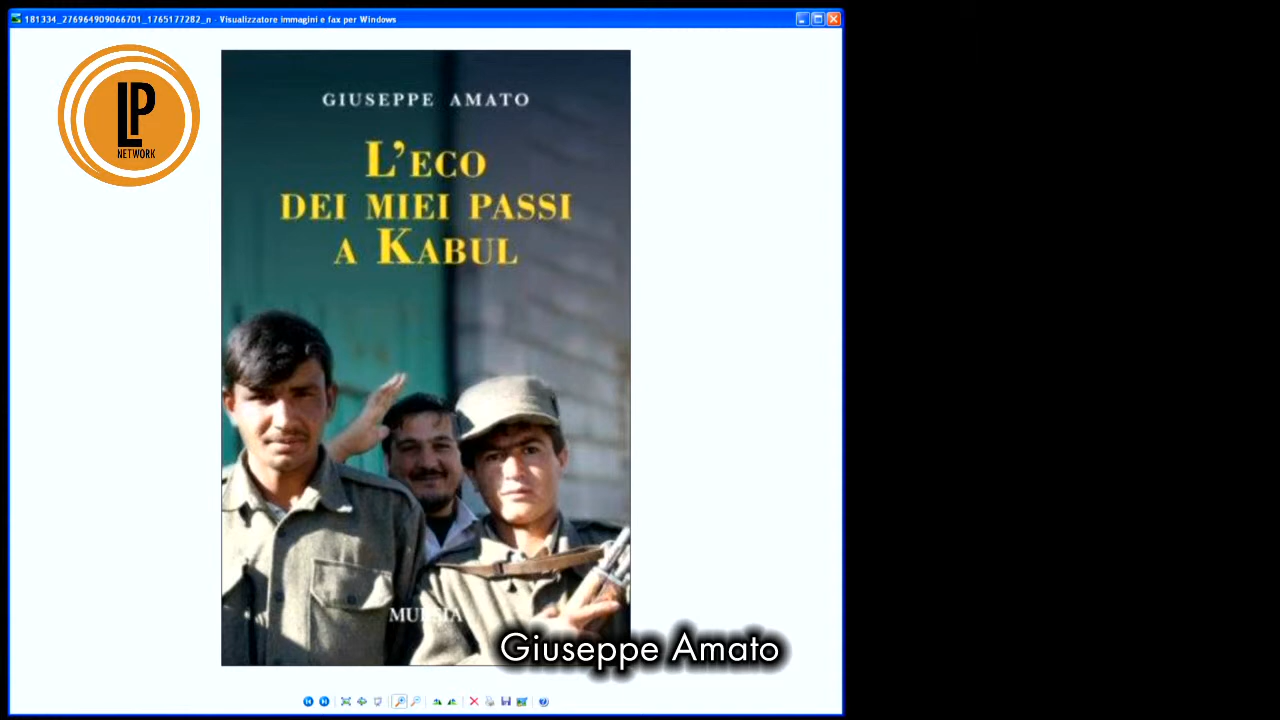 181334_276964909066701_1765177282_n - Visualizzatore immagini e fax per Windows
LP
NETWORK
GIUSEPPE AMATO
L'ECO
DEI MIEI PASSI
A KABUL
MURSIA
Giuseppe Amato